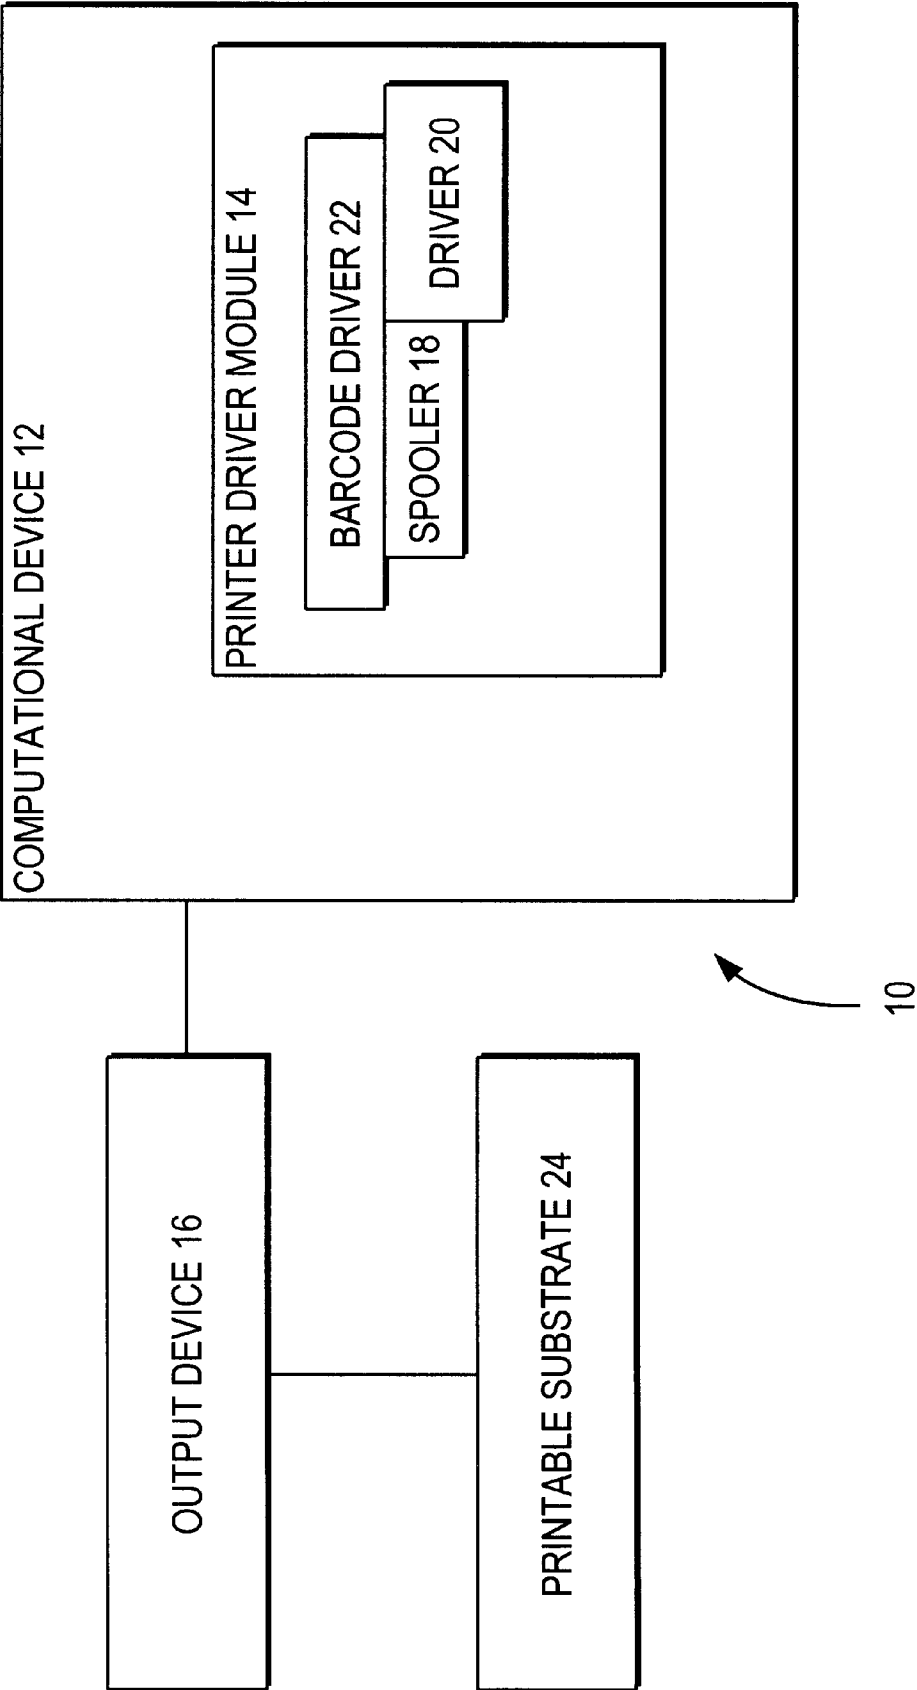 COMPUTATIONAL DEVICE 12
PRINTER DRIVER MODULE 14
BARCODE DRIVER 22
SPOOLER 18
DRIVER 20
OUTPUT DEVICE 16
PRINTABLE SUBSTRATE 24
10